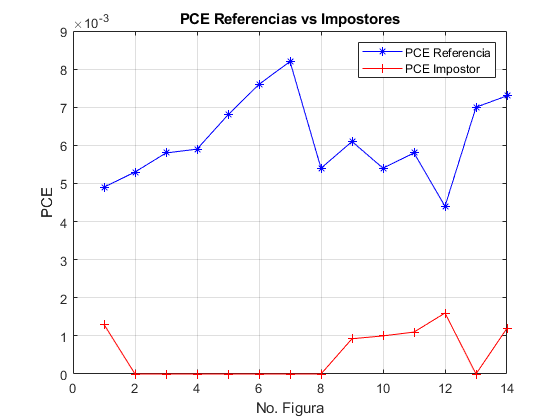 PCE Referencias vs Impostores
×10⁻³
9
8
7
6
5
4
3
2
1
0
PCE
PCE Referencia
PCE Impostor
0 2 4 6 8 10 12 14
No. Figura